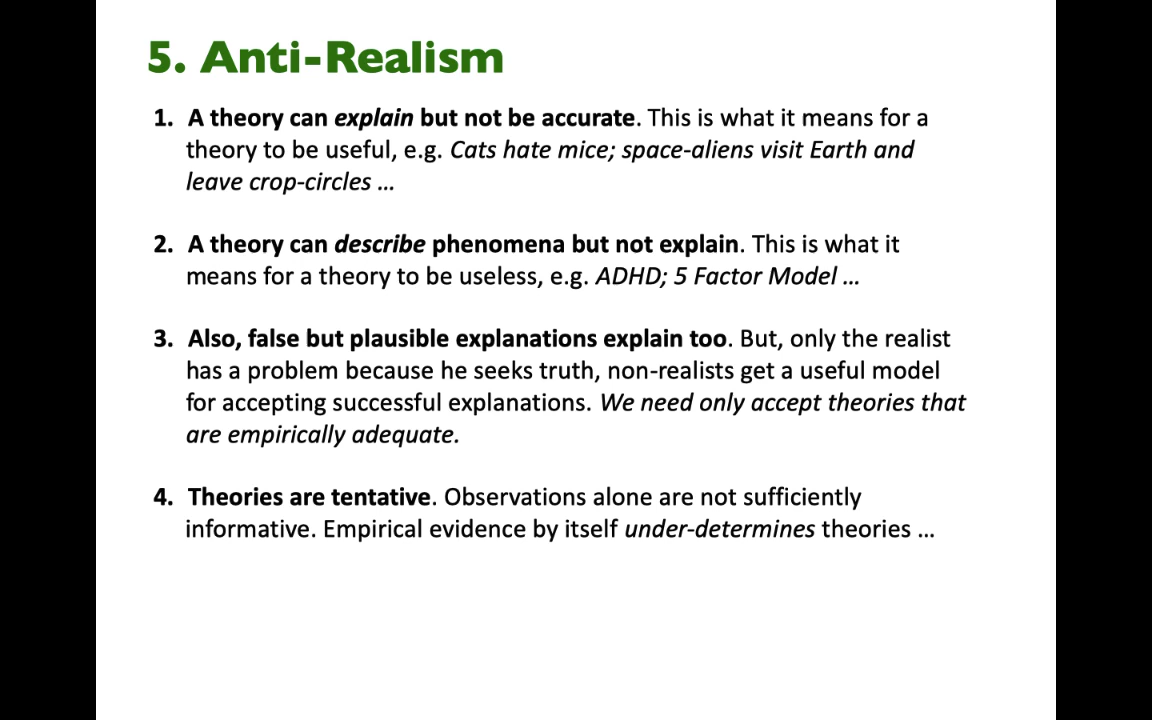 5. Anti-Realism
1. A theory can explain but not be accurate. This is what it means for a
theory to be useful, e.g. Cats hate mice; space-aliens visit Earth and
leave crop-circles ...
2. A theory can describe phenomena but not explain. This is what it
means for a theory to be useless, e.g. ADHD; 5 Factor Model ...
3. Also, false but plausible explanations explain too. But, only the realist
has a problem because he seeks truth, non-realists get a useful model
for accepting successful explanations. We need only accept theories that
are empirically adequate.
4. Theories are tentative. Observations alone are not sufficiently
informative. Empirical evidence by itself under-determines theories ...